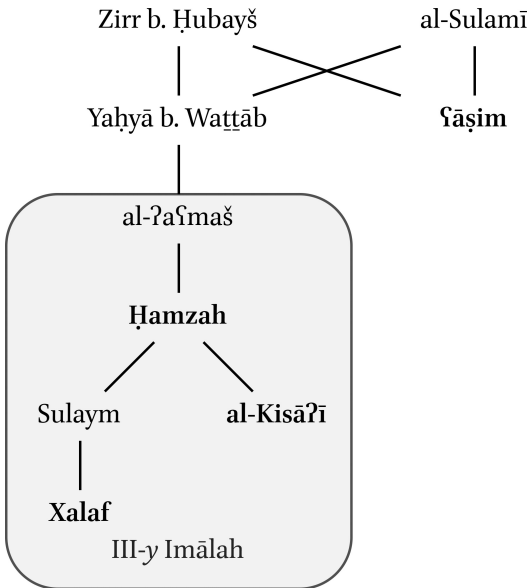 Zirr b. Ḥubayš al-Sulamī
Yaḥyā b. Waṯṯāb ʕāṣim
al-ʔaʕmaš
Ḥamzah
Sulaym al-Kisāʔī
Xalaf
III-y Imālah